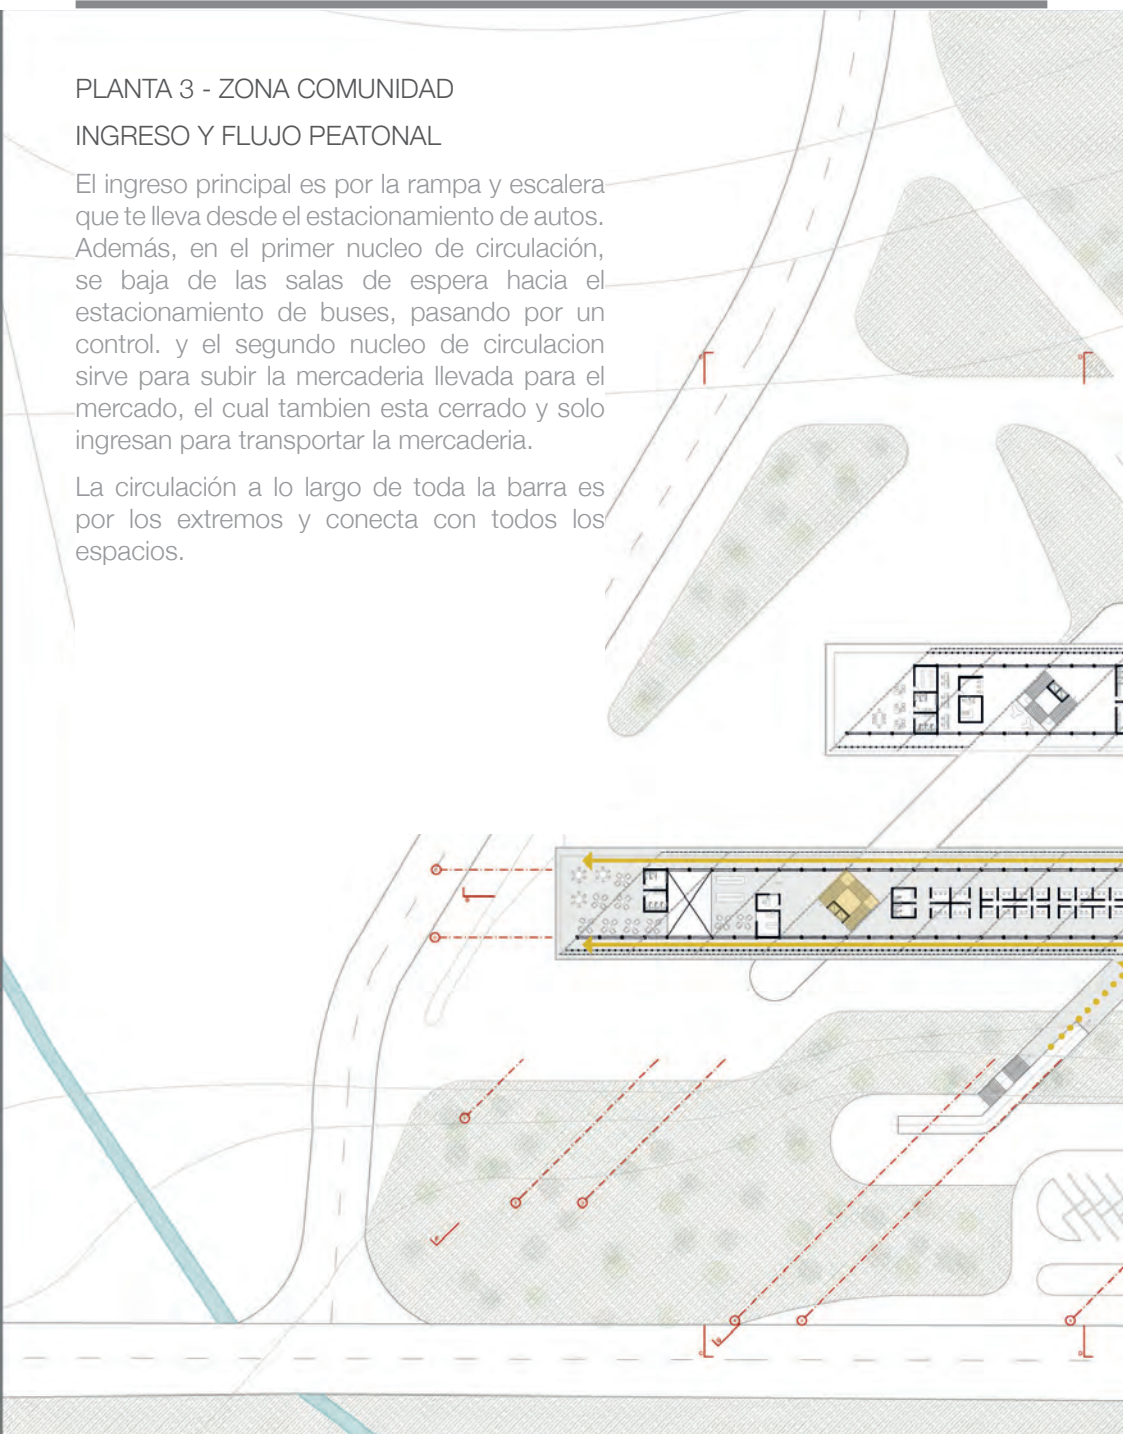 PLANTA 3 - ZONA COMUNIDAD
INGRESO Y FLUJO PEATONAL
El ingreso principal es por la rampa y escalera
que te lleva desde el estacionamiento de autos.
Además, en el primer nucleo de circulación,
se baja de las salas de espera hacia el
estacionamiento de buses, pasando por un
control. y el segundo nucleo de circulacion
sirve para subir la mercaderia llevada para el
mercado, el cual tambien esta cerrado y solo
ingresan para transportar la mercaderia.
La circulación a lo largo de toda la barra es
por los extremos y conecta con todos los
espacios.